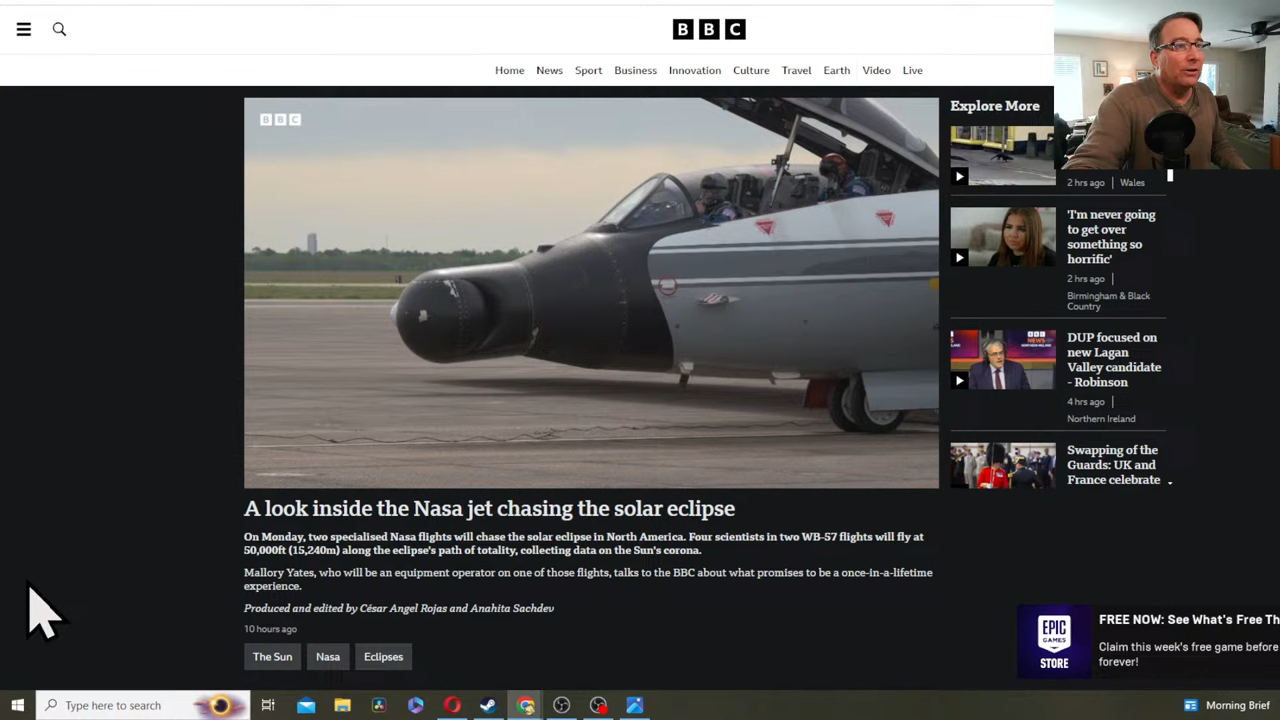 BBC
Home News Sport Business Innovation Culture Travel Earth Video Live
BBC
Explore More
2 hrs ago | Wales
'I'm never going
to get over
something so
horrific'
2 hrs ago |
Birmingham & Black
Country
DUP focused on
new Lagan
Valley candidate
- Robinson
4 hrs ago |
Northern Ireland
Swapping of the
Guards: UK and
France celebrate
A look inside the Nasa jet chasing the solar eclipse
On Monday, two specialised Nasa flights will chase the solar eclipse in North America. Four scientists in two WB-57 flights will fly at
50,000ft (15,240m) along the eclipse's path of totality, collecting data on the Sun's corona.
Mallory Yates, who will be an equipment operator on one of those flights, talks to the BBC about what promises to be a once-in-a-lifetime
experience.
Produced and edited by César Angel Rojas and Anahita Sachdev
10 hours ago
The Sun Nasa Eclipses
EPIC
GAMES
STORE
FREE NOW: See What's Free Th
Claim this week's free game before
forever!
Type here to search
Morning Brief